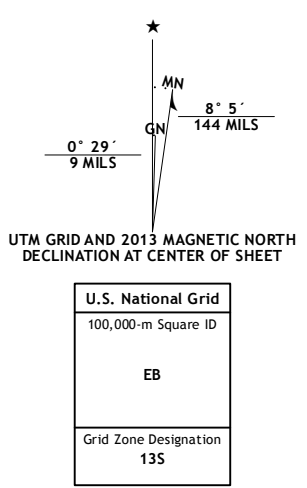 MN
8° 5´
144 MILS
GN
0° 29´
9 MILS
UTM GRID AND 2013 MAGNETIC NORTH
DECLINATION AT CENTER OF SHEET
U.S. National Grid
100,000-m Square ID
EB
Grid Zone Designation
13S